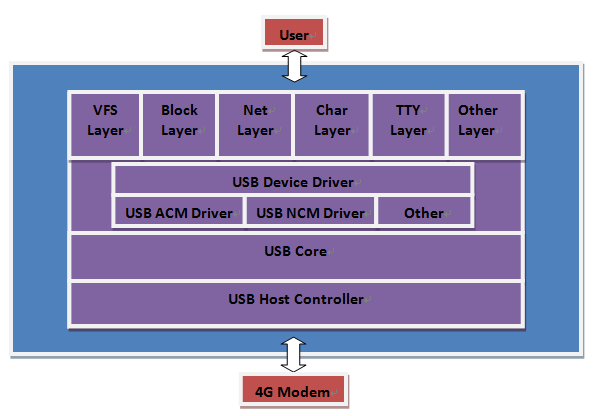 User
VFS Block Net Char TTY Other
Layer Layer Layer Layer Layer Layer
USB Device Driver
USB ACM Driver USB NCM Driver Other
USB Core
USB Host Controller
4G Modem